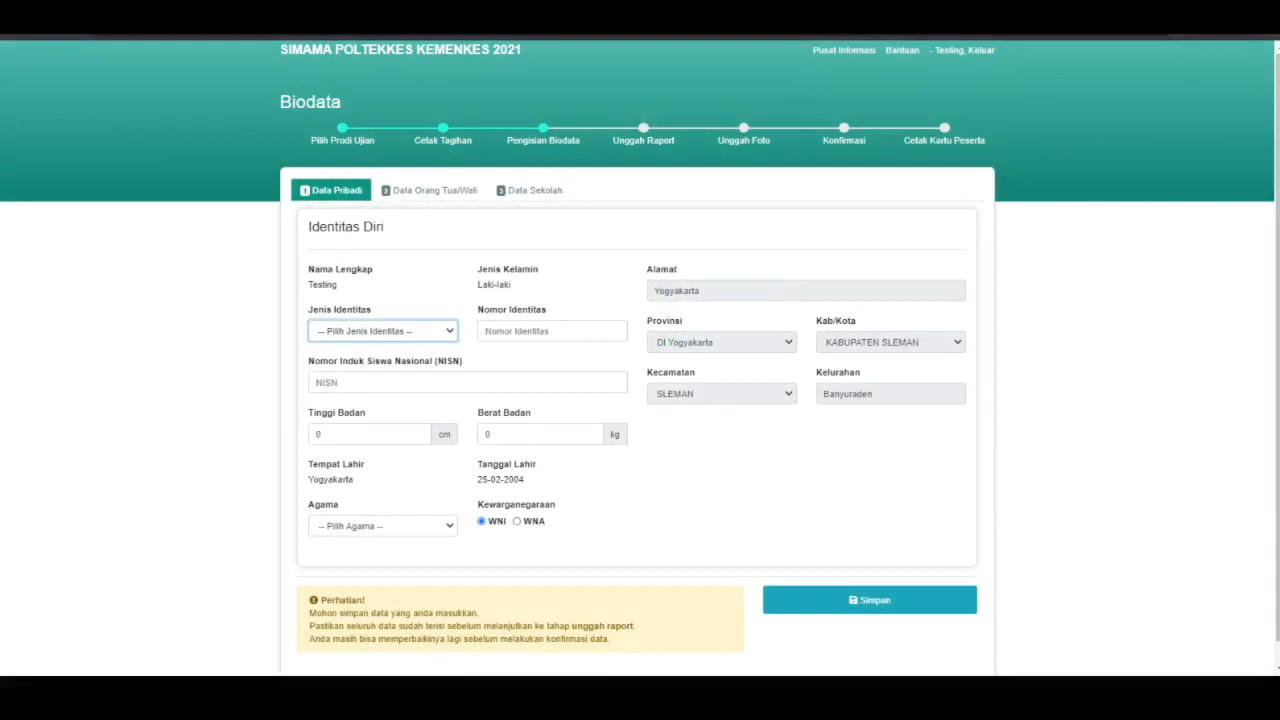 SIMAMA POLTEKKES KEMENKES 2021
Pusat Informasi Bantuan - Testing, Keluar
Biodata
Pilih Prodi Ujian Cetak Tagihan Pengisian Biodata Unggah Raport Unggah Foto Konfirmasi Cetak Kartu Peserta
1 Data Pribadi 2 Data Orang Tua/Wali 3 Data Sekolah
Identitas Diri
Nama Lengkap Jenis Kelamin Alamat
Testing Laki-laki Yogyakarta
Jenis Identitas Nomor Identitas Provinsi Kab/Kota
-- Pilih Jenis Identitas -- Nomor Identitas DI Yogyakarta KABUPATEN SLEMAN
Nomor Induk Siswa Nasional (NISN) Kecamatan Kelurahan
NISN SLEMAN Banyuraden
Tinggi Badan Berat Badan
0 cm 0 kg
Tempat Lahir Tanggal Lahir
Yogyakarta 25-02-2004
Agama Kewarganegaraan
-- Pilih Agama -- WNI WNA
Perhatian!
Mohon simpan data yang anda masukkan.
Pastikan seluruh data sudah terisi sebelum melanjutkan ke tahap unggah raport.
Anda masih bisa memperbaikinya lagi sebelum melakukan konfirmasi data.
Simpan